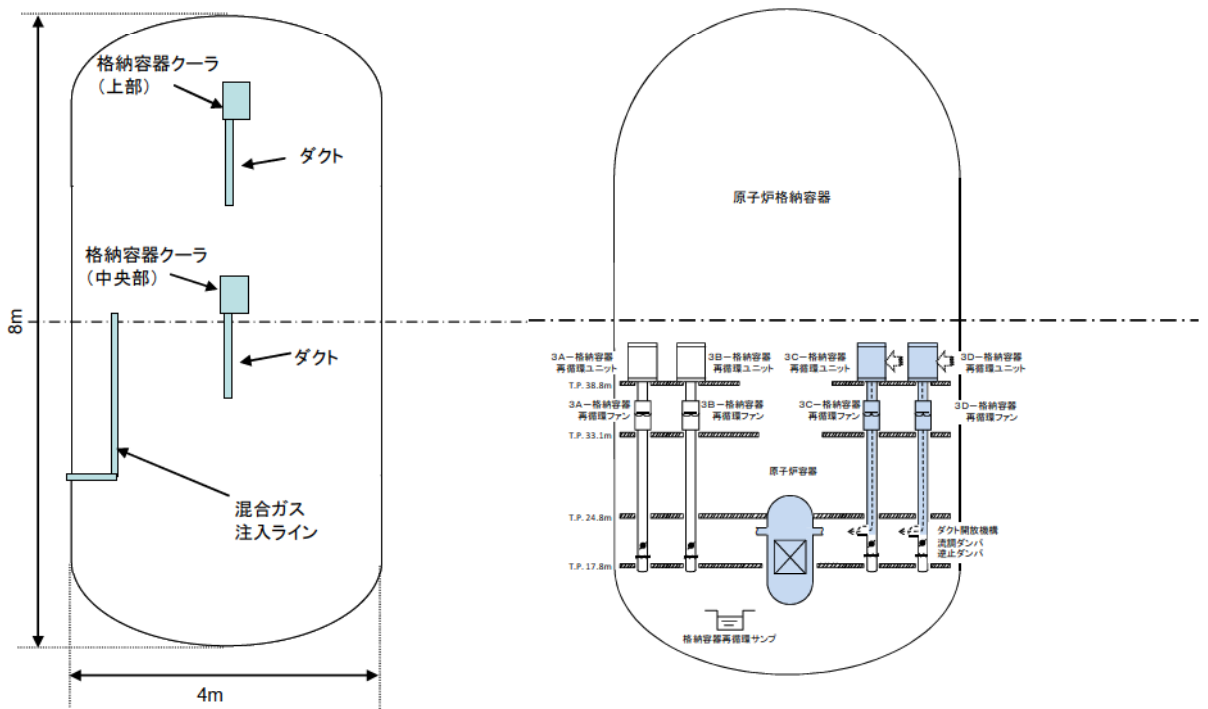 格納容器クーラ
（上部）
ダクト
格納容器クーラ
（中央部）
ダクト
8m
混合ガス
注入ライン
4m
原子炉格納容器
3A－格納容器
再循環ユニット
3B－格納容器
再循環ユニット
3C－格納容器
再循環ユニット
3D－格納容器
再循環ユニット
T.P. 38.8m
3A－格納容器
再循環ファン
3B－格納容器
再循環ファン
3C－格納容器
再循環ファン
3D－格納容器
再循環ファン
T.P. 33.1m
原子炉容器
T.P. 24.8m
ダクト開放機構
流調ダンパ
逆止ダンパ
T.P. 17.8m
格納容器再循環サンプ